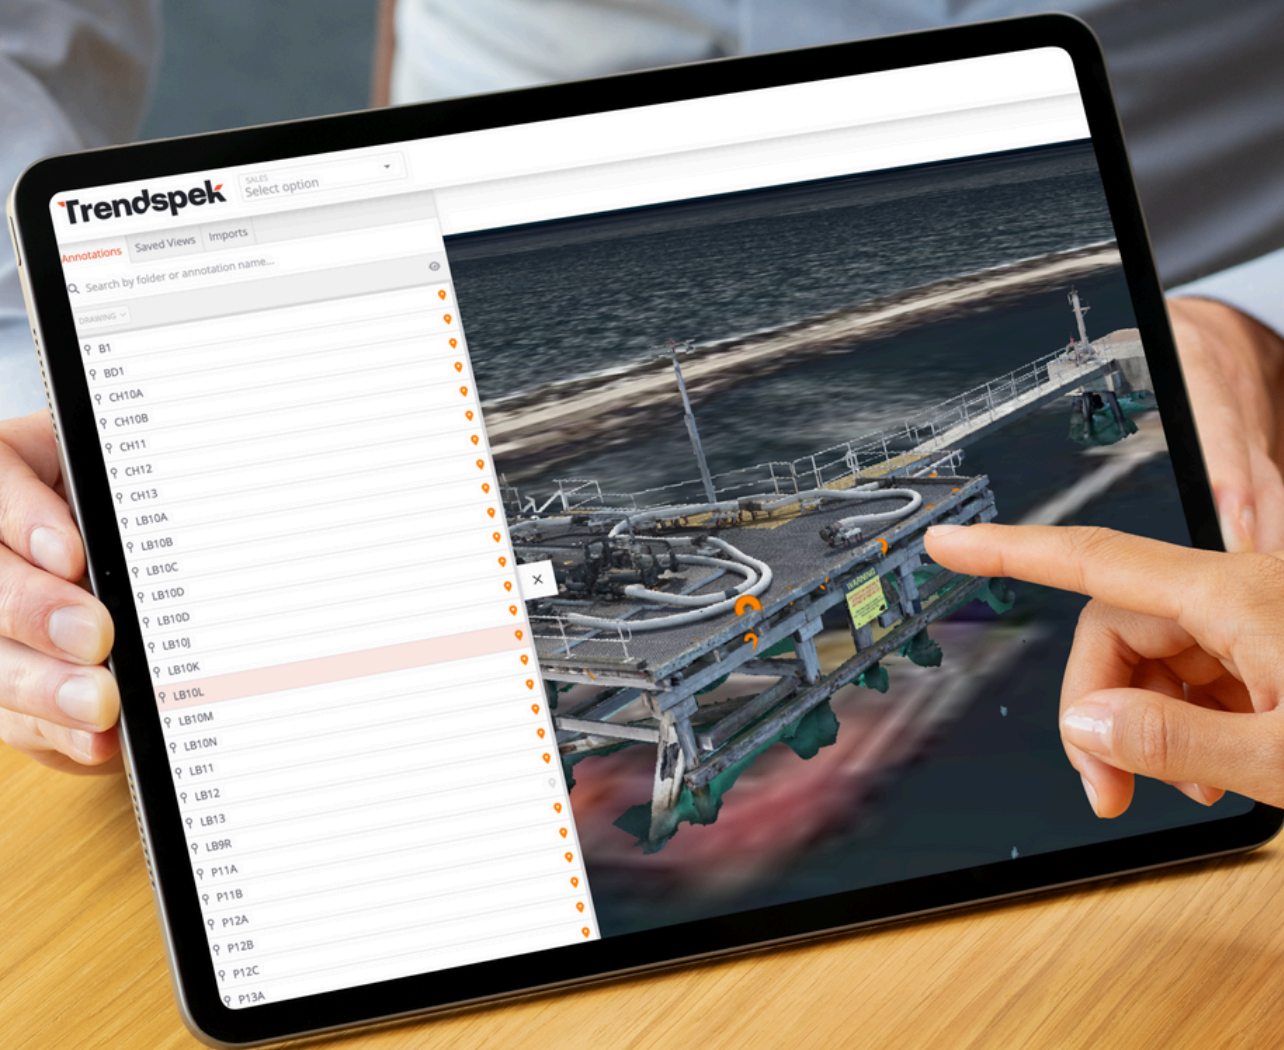 Trendspek
SALES
Select option
Annotations
Saved Views
Imports
Search by folder or annotation name...
DRAWING
B1
BD1
CH10A
CH10B
CH11
CH12
CH13
LB10A
LB10B
LB10C
LB10D
LB10D
LB10J
LB10K
LB10L
LB10M
LB10N
LB11
LB12
LB13
LB9R
P11A
P11B
P12A
P12B
P12C
P13A
WARNING